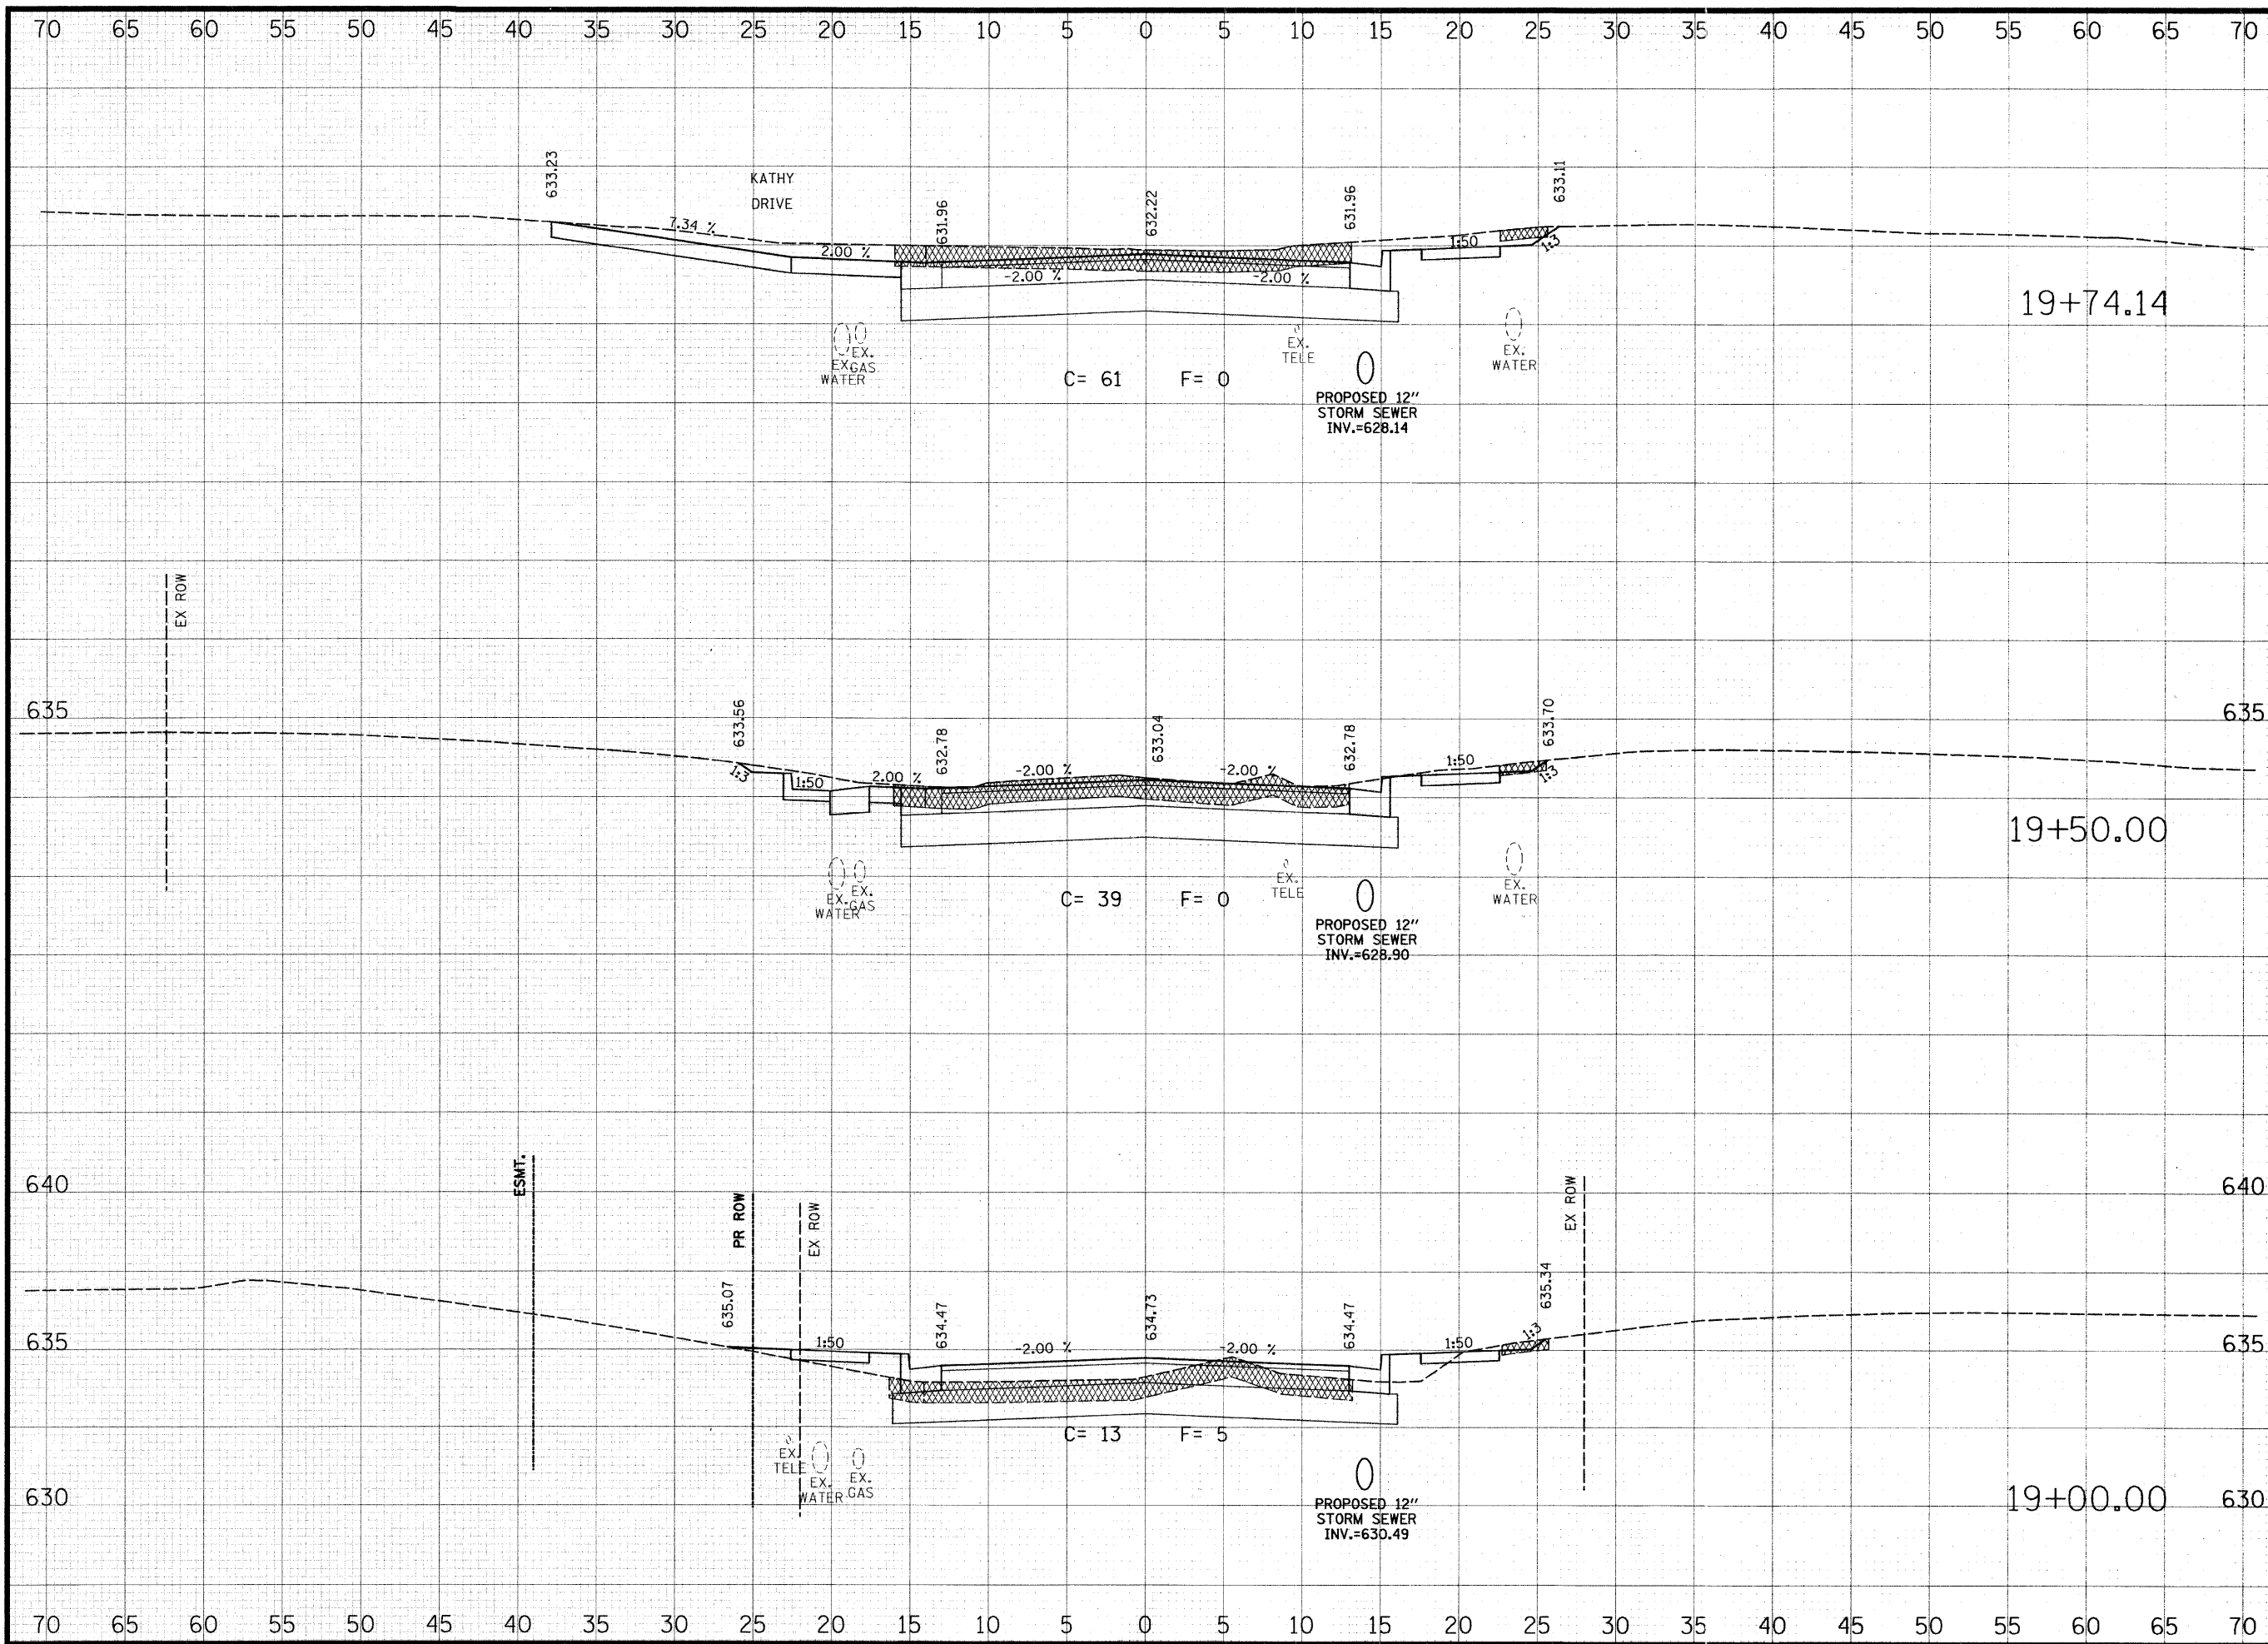 70 65 60 55 50 45 40 35 30 25 20 15 10 5 0 5 10 15 20 25 30 35 40 45 50 55 60 65 70
633.23
KATHY
DRIVE
631.96
632.22
631.96
633.11
7.34 %
2.00 %
-2.00 %
-2.00 %
1:50
1:3
19+74.14
EX.
GAS
EX.
WATER
EX.
TELE
EX.
WATER
C= 61 F= 0
PROPOSED 12"
STORM SEWER
INV.=628.14
EX ROW
635
635
633.56
632.78
633.04
632.78
633.70
1:3
1:50
2.00 %
-2.00 %
-2.00 %
1:50
1:3
19+50.00
EX.
WATER
EX.
GAS
EX.
TELE
EX.
WATER
C= 39 F= 0
PROPOSED 12"
STORM SEWER
INV.=628.90
640
640
ESMT.
PR ROW
EX ROW
EX ROW
635.07
634.47
634.73
634.47
635.34
635
635
1:50
-2.00 %
-2.00 %
1:50
1:3
C= 13 F= 5
EX.
TELE
EX.
WATER
EX.
GAS
PROPOSED 12"
STORM SEWER
INV.=630.49
630
19+00.00
630
70 65 60 55 50 45 40 35 30 25 20 15 10 5 0 5 10 15 20 25 30 35 40 45 50 55 60 65 70